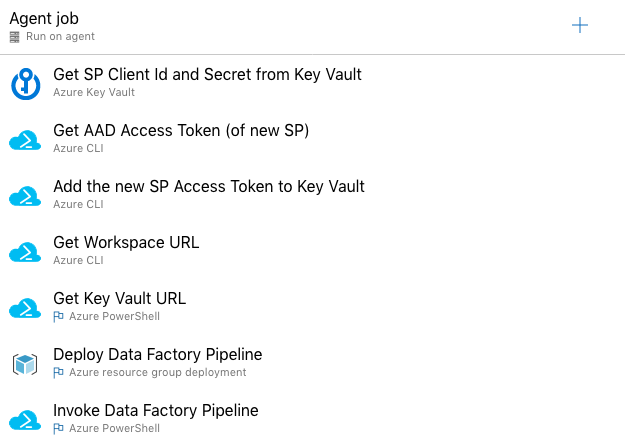 Agent job
Run on agent
Get SP Client Id and Secret from Key Vault
Azure Key Vault
Get AAD Access Token (of new SP)
Azure CLI
Add the new SP Access Token to Key Vault
Azure CLI
Get Workspace URL
Azure CLI
Get Key Vault URL
Azure PowerShell
Deploy Data Factory Pipeline
Azure resource group deployment
Invoke Data Factory Pipeline
Azure PowerShell